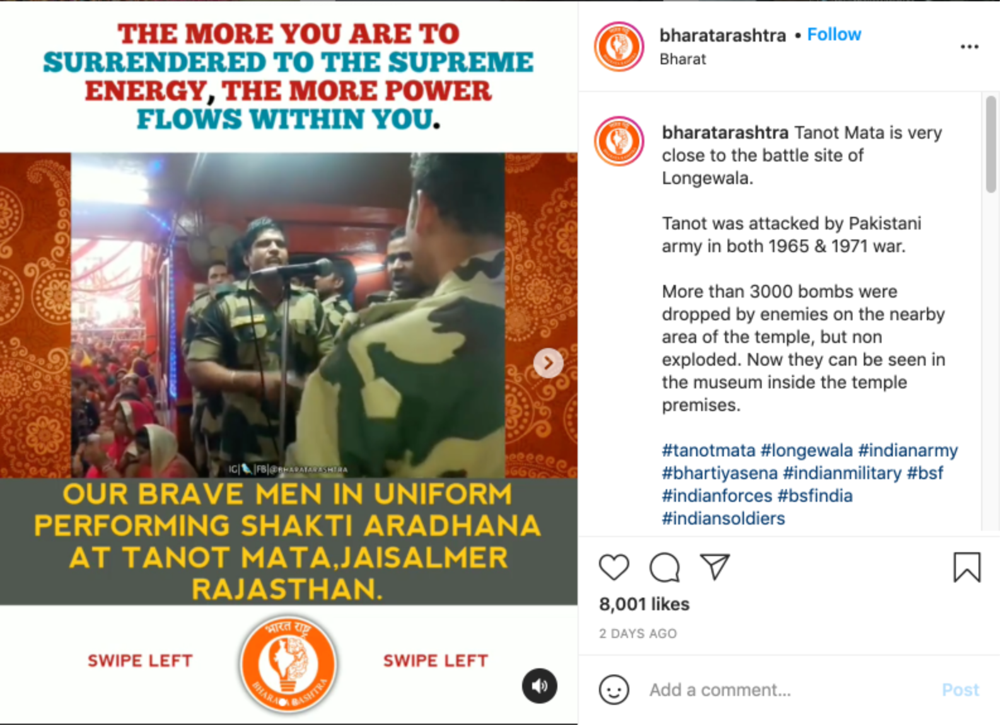 THE MORE YOU ARE TO
SURRENDERED TO THE SUPREME
ENERGY, THE MORE POWER
FLOWS WITHIN YOU.
IG|🐦|FB|@BHARATARASHTRA
OUR BRAVE MEN IN UNIFORM
PERFORMING SHAKTI ARADHANA
AT TANOT MATA,JAISALMER
RAJASTHAN.
SWIPE LEFT
भारत राष्ट्र
BHARATA RASHTRA
SWIPE LEFT
bharatarashtra • Follow
Bharat
bharatarashtra Tanot Mata is very
close to the battle site of
Longewala.
Tanot was attacked by Pakistani
army in both 1965 & 1971 war.
More than 3000 bombs were
dropped by enemies on the nearby
area of the temple, but non
exploded. Now they can be seen in
the museum inside the temple
premises.
#tanotmata #longewala #indianarmy
#bhartiyasena #indianmilitary #bsf
#indianforces #bsfindia
#indiansoldiers
8,001 likes
2 DAYS AGO
Add a comment...
Post